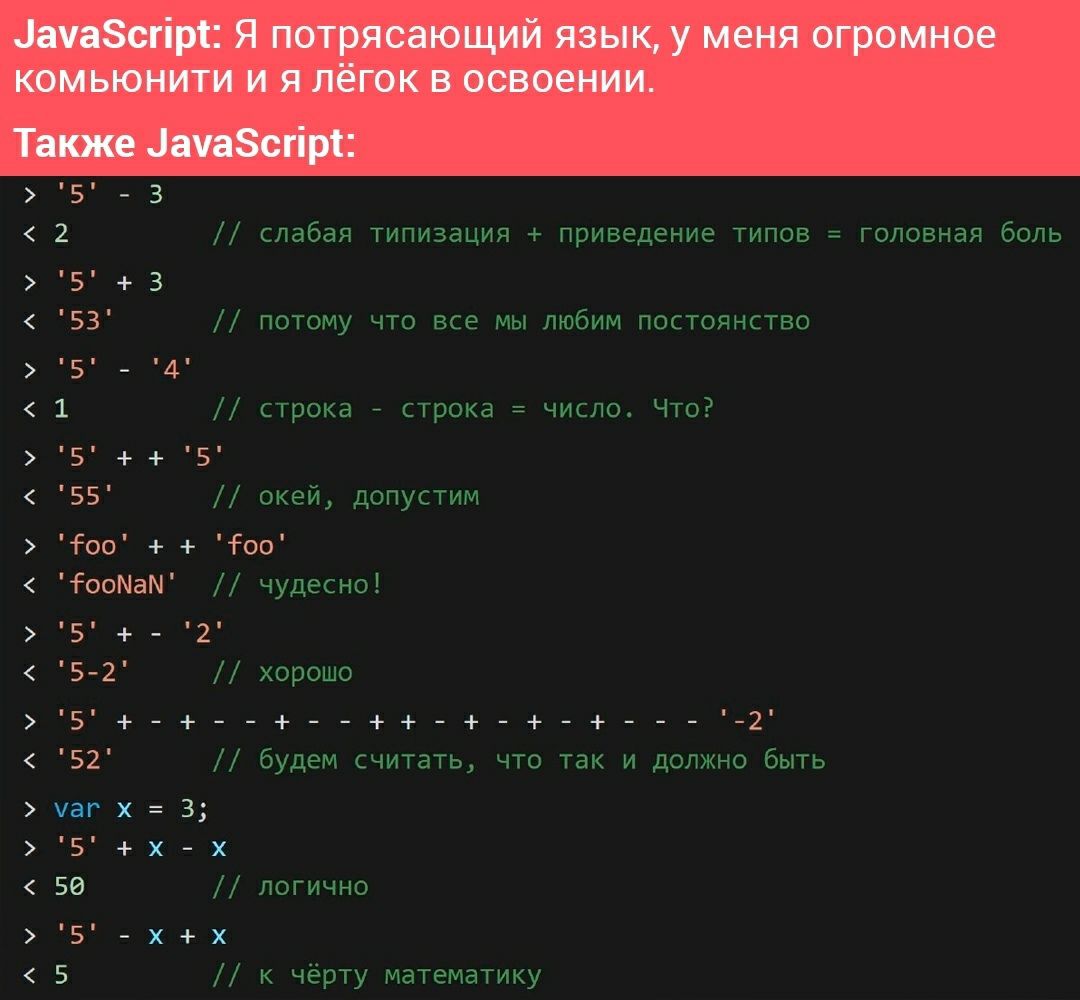 JavaScript: Я потрясающий язык, у меня огромное
комьюнити и я лёгок в освоении.
Также JavaScript:
> '5' - 3
< 2 // слабая типизация + приведение типов = головная боль
> '5' + 3
< '53' // потому что все мы любим постоянство
> '5' - '4'
< 1 // строка - строка = число. Что?
> '5' + + '5'
< '55' // окей, допустим
> 'foo' + + 'foo'
< 'fooNaN' // чудесно!
> '5' + - '2'
< '5-2' // хорошо
> '5' + - + - - + - - + + - + - + - + - - - '-2'
< '52' // будем считать, что так и должно быть
> var x = 3;
> '5' + x - x
< 50 // логично
> '5' - x + x
< 5 // к чёрту математику